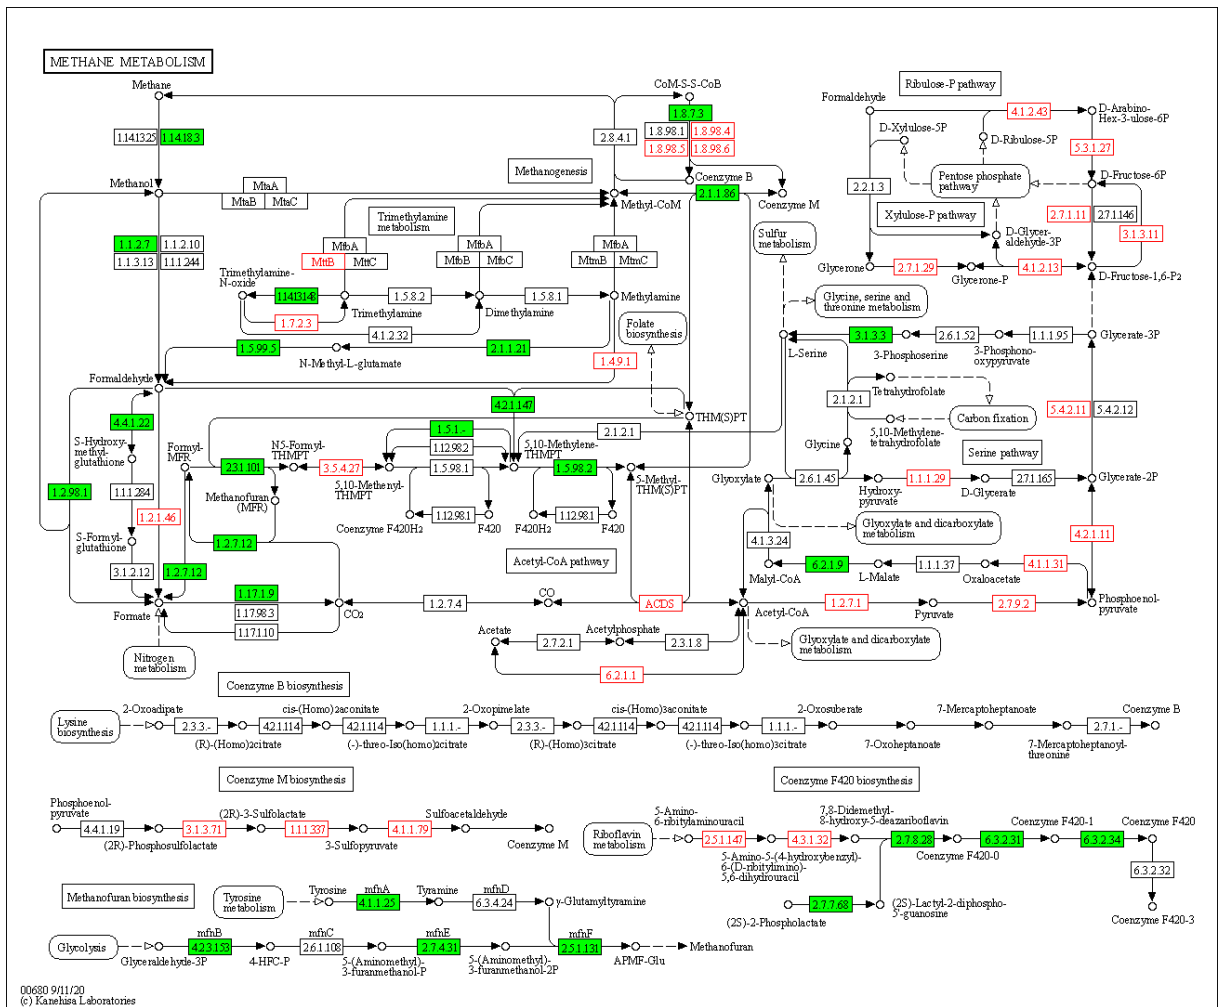 METHANE METABOLISM
Methane
CoM-S-S-CoB
Ribulose-P pathway
Formaldehyde
D-Arabino-
Hex-3-ulose-6P
4.1.2.43
1.8.7.3
1.14.13.25
1.14.18.3
2.8.4.1
1.8.98.1
1.8.98.4
1.8.98.5
1.8.98.6
D-Xylulose-5P
D-Ribulose-5P
5.3.1.27
Methanogenesis
Coenzyme B
Pentose phosphate
pathway
D-Fructose-6P
Methanol
MtaA
MtaB
MtaC
Methyl-CoM
2.1.1.86
Coenzyme M
2.2.1.3
Xylulose-P pathway
2.7.1.11
2.7.1.146
3.1.3.11
Trimethylamine
metabolism
Sulfur
metabolism
D-Glycer-
aldehyde-3P
1.1.2.7
1.1.2.10
1.1.3.13
1.1.1.244
MtbA
MttB
MttC
MtbA
MtbB
MtbC
MtbA
MtmB
MtmC
Glycerone
2.7.1.29
Glycerone-P
4.1.2.13
D-Fructose-1,6-P2
Trimethylamine-
N-oxide
1.14.13.148
Trimethylamine
1.5.8.2
Dimethylamine
1.5.8.1
Methylamine
Glycine, serine and
threonine metabolism
1.7.2.3
4.1.2.32
Folate
biosynthesis
L-Serine
3.1.3.3
3-Phosphoserine
2.6.1.52
3-Phosphono-
oxypyruvate
1.1.1.95
Glycerate-3P
1.5.99.5
N-Methyl-L-glutamate
2.1.1.21
1.4.9.1
Formaldehyde
Tetrahydrofolate
2.1.2.1
4.2.1.147
THM(S)PT
Carbon fixation
5.4.2.11
5.4.2.12
4.4.1.22
1.5.1.-
2.1.2.1
5,10-Methylene-
tetrahydrofolate
S-Hydroxy-
methyl-
glutathione
Formyl-
MFR
N5-Formyl-
THMPT
1.12.98.2
5,10-Methylene-
THMPT
Glycine
Serine pathway
2.3.1.101
3.5.4.27
5,10-Methenyl-
THMPT
1.5.98.1
1.5.98.2
5-Methyl-
THM(S)PT
Glyoxylate
2.6.1.45
Hydroxy-
pyruvate
1.1.1.29
D-Glycerate
2.7.1.165
Glycerate-2P
1.2.98.1
1.1.1.284
Methanofuran
(MFR)
1.2.1.46
Coenzyme F420H2
1.12.98.1
F420
F420H2
1.12.98.1
F420
Glyoxylate and dicarboxylate
metabolism
S-Formyl-
glutathione
1.2.7.12
4.1.3.24
4.2.1.11
3.1.2.12
1.2.7.12
Acetyl-CoA pathway
Malyl-CoA
6.2.1.9
L-Malate
1.1.1.37
Oxaloacetate
4.1.1.31
1.17.1.9
Formate
1.17.98.3
1.17.1.10
CO2
1.2.7.4
CO
ACDS
Acetyl-CoA
1.2.7.1
Pyruvate
2.7.9.2
Phosphoenol-
pyruvate
Nitrogen
metabolism
Acetate
2.7.2.1
Acetylphosphate
2.3.1.8
Glyoxylate and dicarboxylate
metabolism
6.2.1.1
Coenzyme B biosynthesis
Lysine
biosynthesis
2-Oxoadipate
2.3.3.-
(R)-(Homo)2citrate
4.2.1.114
cis-(Homo)2aconitate
4.2.1.114
(-)-threo-Iso(homo)2citrate
1.1.1.-
2-Oxopimelate
2.3.3.-
(R)-(Homo)3citrate
4.2.1.114
cis-(Homo)3aconitate
4.2.1.114
(-)-threo-Iso(homo)3citrate
1.1.1.-
2-Oxosuberate
7-Oxoheptanoate
7-Mercaptoheptanoate
7-Mercaptoheptanoyl-
threonine
2.7.1.-
Coenzyme B
Coenzyme M biosynthesis
Phosphoenol-
pyruvate
4.4.1.19
(2R)-Phosphosulfolactate
3.1.3.71
(2R)-3-Sulfolactate
1.1.1.337
3-Sulfopyruvate
4.1.1.79
Sulfoacetaldehyde
Coenzyme M
Coenzyme F420 biosynthesis
Riboflavin
metabolism
5-Amino-
6-ribitylaminouracil
2.5.1.147
5-Amino-5-(4-hydroxybenzyl)-
6-(D-ribitylimino)-
5,6-dihydrouracil
4.3.1.32
7,8-Didemethyl-
8-hydroxy-5-deazariboflavin
2.7.8.28
Coenzyme F420-0
6.3.2.31
Coenzyme F420-1
6.3.2.34
Coenzyme F420
6.3.2.32
Coenzyme F420-3
(2S)-2-Phospholactate
2.7.7.68
(2S)-Lactyl-2-diphospho-
5'-guanosine
Methanofuran biosynthesis
Tyrosine
metabolism
Tyrosine
mfnA
4.1.1.25
Tyramine
mfnD
6.3.4.24
γ-Glutamyltyramine
Glycolysis
Glyceraldehyde-3P
mfnB
4.2.3.153
4-HFC-P
mfnC
2.6.1.108
5-(Aminomethyl)-
3-furanmethanol-P
mfnE
2.7.4.31
5-(Aminomethyl)-
3-furanmethanol-2P
mfnF
2.5.1.131
APMF-Glu
Methanofuran
00680 9/11/20
(c) Kanehisa Laboratories